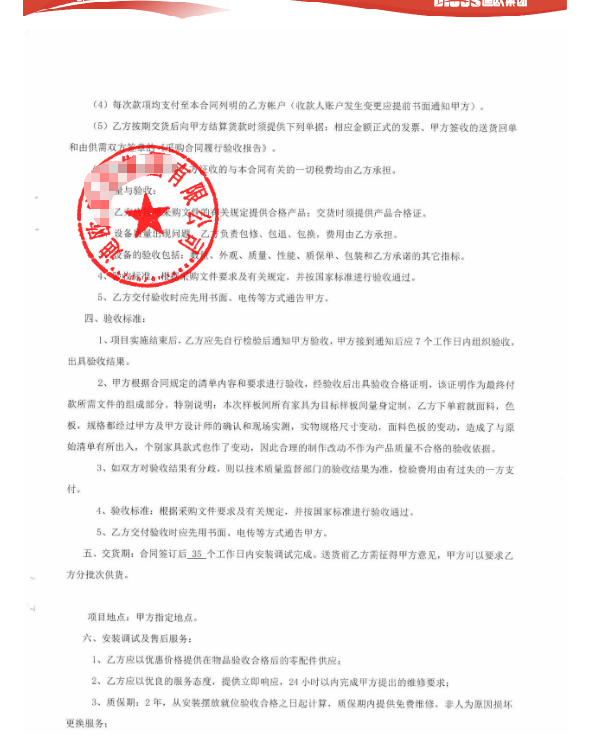 国欧集团
(4) 每次款项均支付至本合同列明的乙方帐户（收款人账户发生变更应提前书面通知甲方）。
(5) 乙方按期交货后向甲方结算货款时须提供下列单据：相应金额正式的发票、甲方签收的送货回单
和由供需双方签章的《采购合同履行验收报告》。
方征收的与本合同有关的一切税费均由乙方承担。
量与验收：
乙方 采购文件的有关规定提供合格产品；交货时须提供产品合格证。
设备质量出现问题，乙方负责包修、包退、包换，费用由乙方承担。
设备的验收包括：数量、外观、质量、性能、质保单、包装和乙方承诺的其它指标。
4、验收标准：根据采购文件要求及有关规定，并按国家标准进行验收通过。
5、乙方交付验收时应先用书面、电传等方式通告甲方。
四、验收标准：
1、项目实施结束后，乙方应先自行检验后通知甲方验收，甲方接到通知后应 7 个工作日内组织验收，
出具验收结果。
2、甲方根据合同规定的清单内容和要求进行验收，经验收后出具验收合格证明，该证明作为最终付
款所需文件的组成部分。特别说明：本次样板间所有家具为目标样板间量身定制，乙方下单前就面料，色
板，规格都经过甲方及甲方设计师的确认和现场实测，实物规格尺寸变动，面料色板的变动，造成了与原
始清单有所出入，个别家具款式也作了变动，因此合理的制作改动不作为产品质量不合格的验收依据。
3、如双方对验收结果有分歧，则以技术质量监督部门的验收结果为准，检验费用由有过失的一方支
付。
4、验收标准：根据采购文件要求及有关规定，并按国家标准进行验收通过。
5、乙方交付验收时应先用书面、电传等方式通告甲方。
五、交货期：合同签订后 35 个工作日内安装调试完成。送货前乙方需征得甲方意见，甲方可以要求乙
方分批次供货。
项目地点：甲方指定地点。
六、安装调试及售后服务：
1、乙方应以优惠价格提供在物品验收合格后的零配件供应；
2、乙方应以优良的服务态度，提供立即响应，24 小时以内完成甲方提出的维修要求；
3、质保期：2 年，从安装摆放就位验收合格之日起计算，质保期内提供免费维修，非人为原因损坏
更换服务；
有限公司